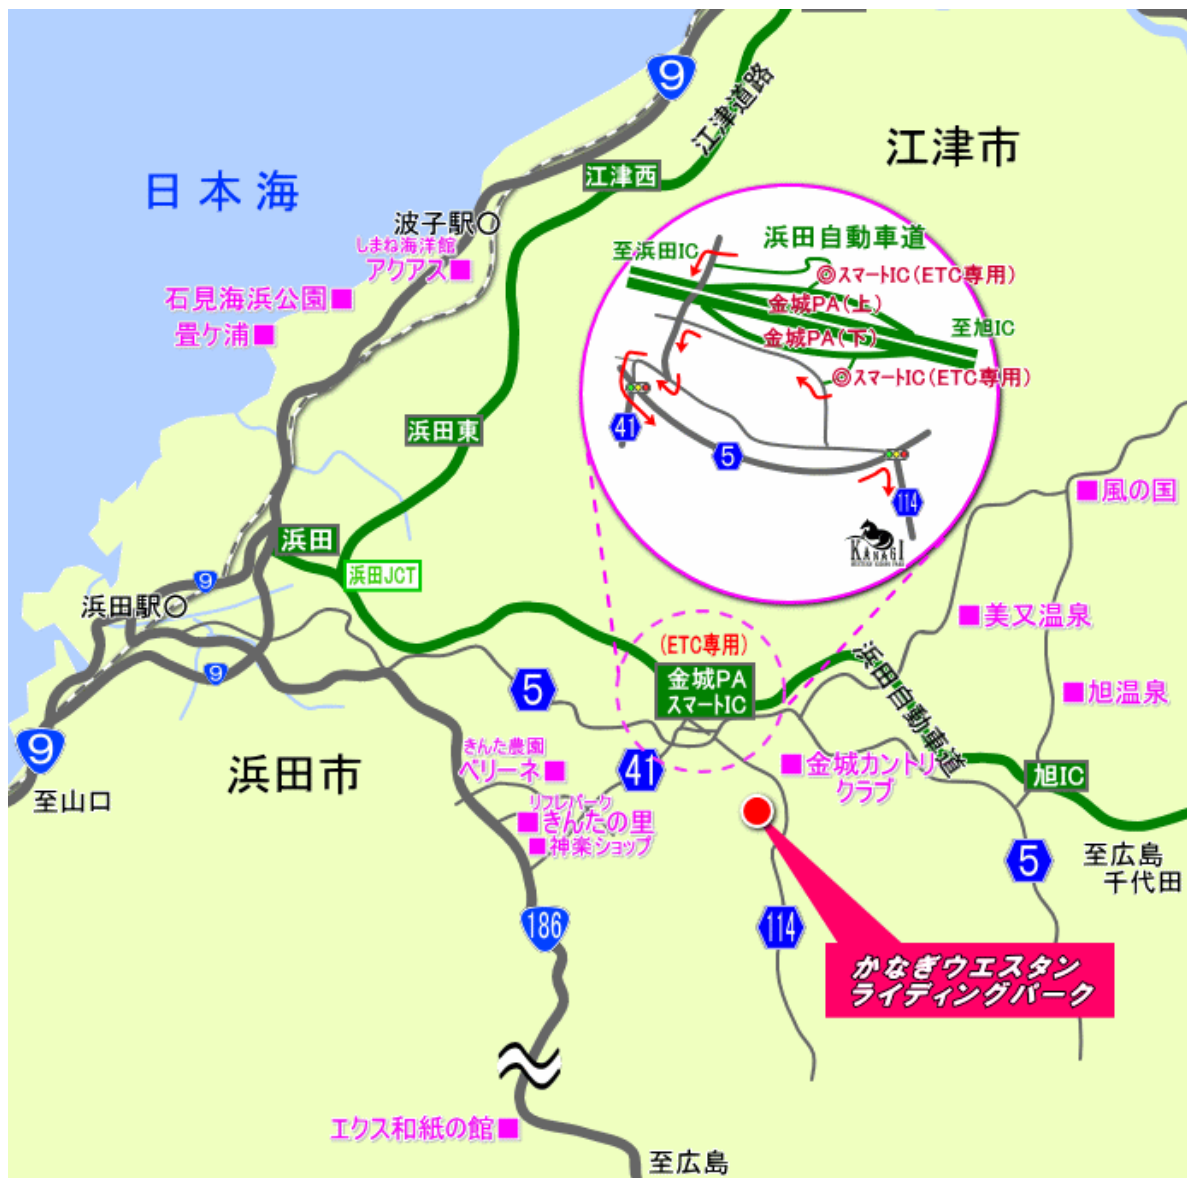 9
江津道路
江津市
江津西
日本海
波子駅
しまね海洋館
アクアス
石見海浜公園
畳ケ浦
浜田自動車道
至浜田IC
スマートIC(ETC専用)
金城PA(上)
至旭IC
金城PA(下)
スマートIC(ETC専用)
41
5
114
KANAGI
浜田東
風の国
浜田
浜田JCT
9
浜田駅
美又温泉
(ETC専用)
金城PA
スマートIC
浜田自動車道
9
5
旭温泉
9
浜田市
きんた農園
ベリーネ
41
金城カントリー
クラブ
旭IC
至山口
リフレパーク
きんたの里
神楽ショップ
5
至広島
千代田
186
114
かなぎウエスタン
ライディングパーク
エクス和紙の館
至広島